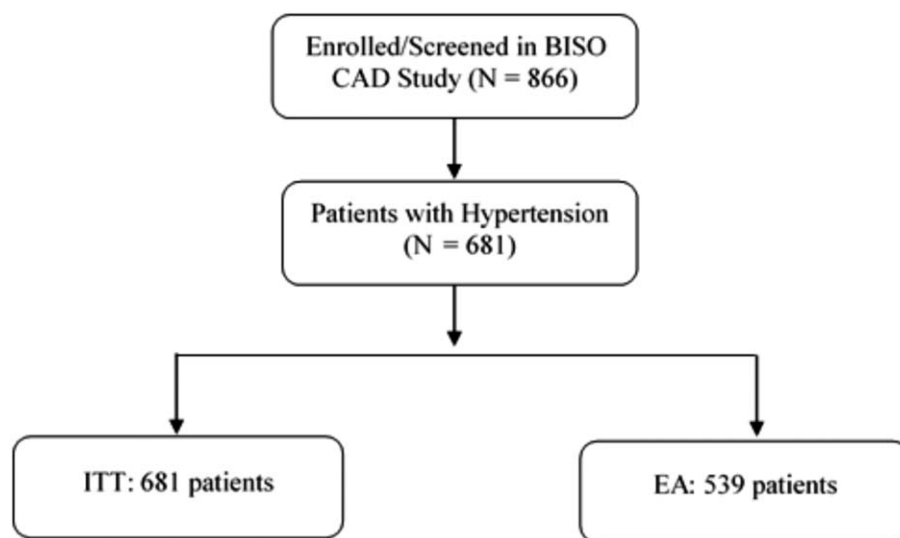 Enrolled/Screened in BISO
CAD Study (N = 866)
Patients with Hypertension
(N = 681)
ITT: 681 patients
EA: 539 patients